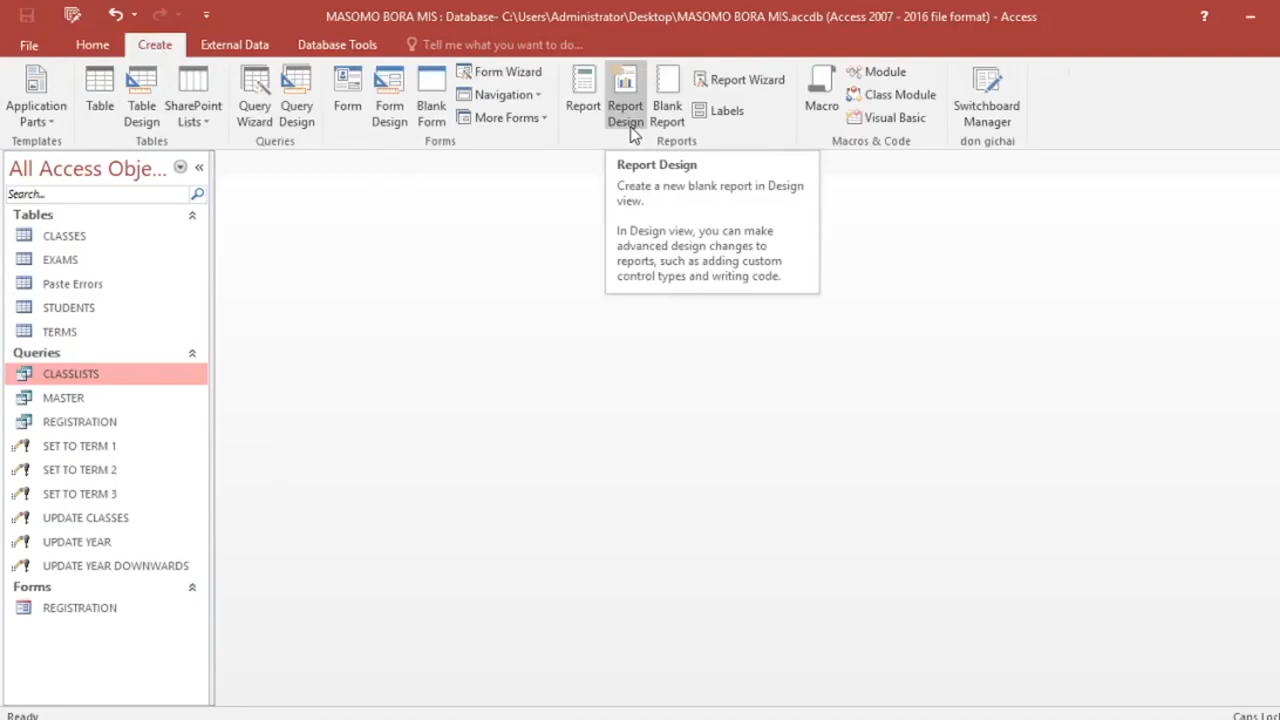 MASOMO BORA MIS : Database- C:\Users\Administrator\Desktop\MASOMO BORA MIS.accdb (Access 2007 - 2016 file format) - Access
?
File Home Create External Data Database Tools Tell me what you want to do...
Application Parts
Templates
Table
Table Design
SharePoint Lists
Tables
Query Wizard
Query Design
Queries
Form
Form Design
Blank Form
Form Wizard
Navigation
More Forms
Forms
Report
Report Design
Blank Report
Report Wizard
Labels
Reports
Macro
Module
Class Module
Visual Basic
Macros & Code
Switchboard Manager
don gichai
All Access Obje... «
Search...
Tables
CLASSES
EXAMS
Paste Errors
STUDENTS
TERMS
Queries
CLASSLISTS
MASTER
REGISTRATION
SET TO TERM 1
SET TO TERM 2
SET TO TERM 3
UPDATE CLASSES
UPDATE YEAR
UPDATE YEAR DOWNWARDS
Forms
REGISTRATION
Report Design
Create a new blank report in Design
view.
In Design view, you can make
advanced design changes to
reports, such as adding custom
control types and writing code.
Ready
Caps Loc